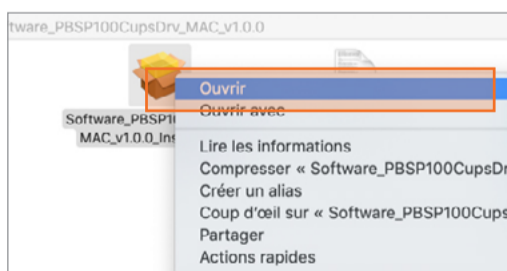 tware_PBSP100CupsDrv_MAC_v1.0.0
Software_PBSP1
MAC_v1.0.0_Ins
Ouvrir
Ouvrir avec
Lire les informations
Compresser « Software_PBSP100CupsDr
Créer un alias
Coup d'œil sur « Software_PBSP100Cups
Partager
Actions rapides